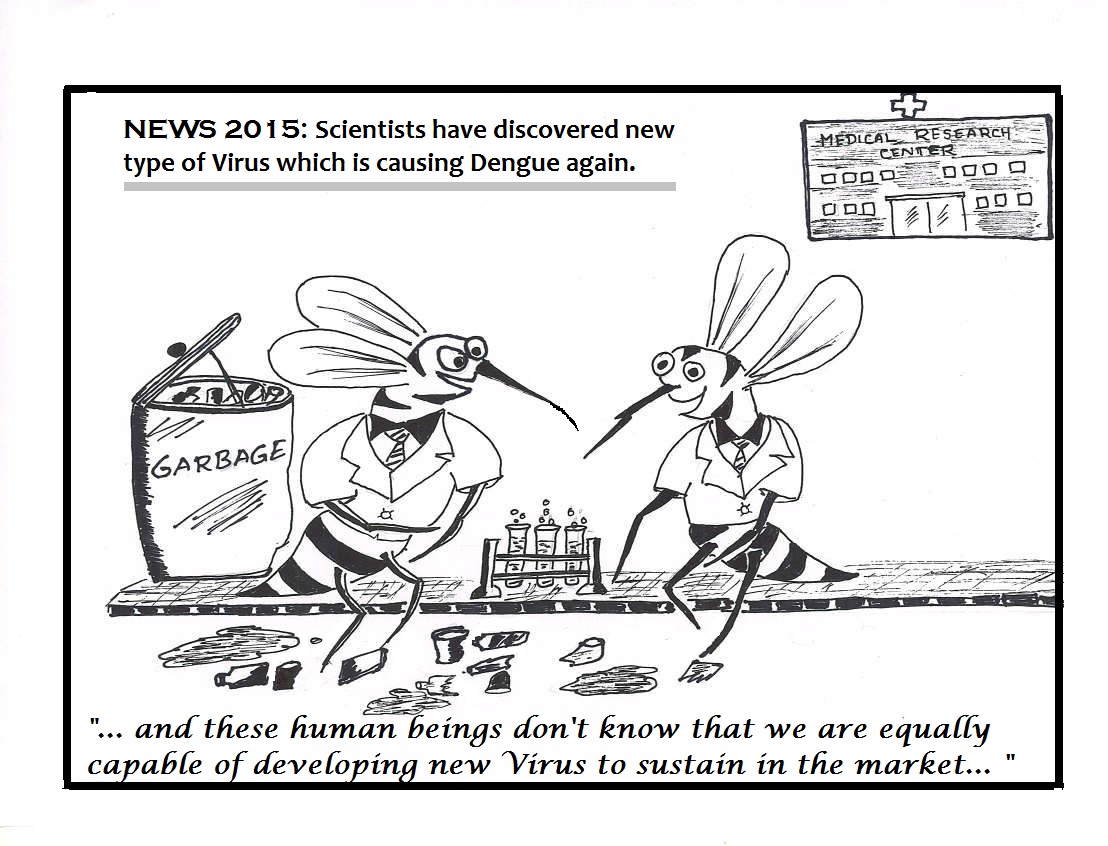 NEWS 2015: Scientists have discovered new
type of Virus which is causing Dengue again.
MEDICAL RESEARCH
CENTER
GARBAGE
"... and these human beings don't know that we are equally
capable of developing new Virus to sustain in the market... "